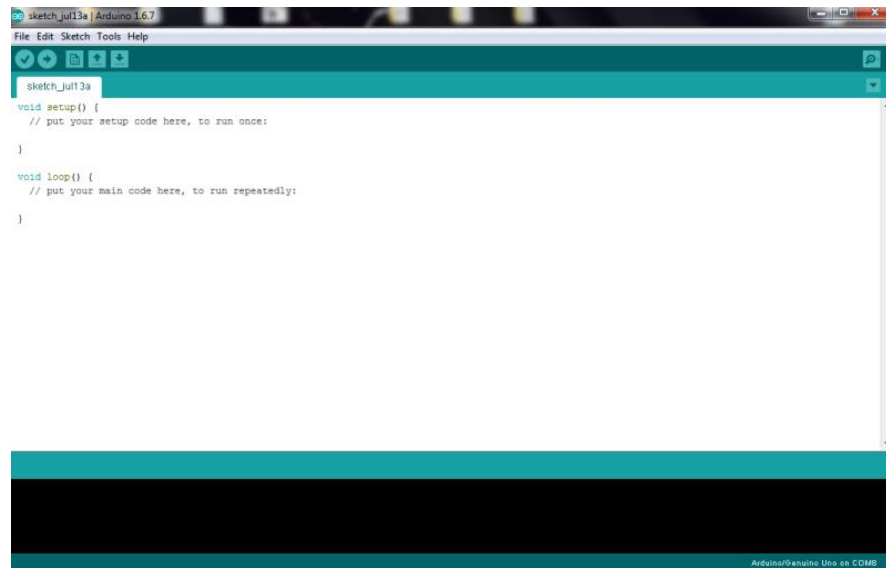 sketch_jul13a | Arduino 1.6.7
File Edit Sketch Tools Help
sketch_jul13a
void setup() {
  // put your setup code here, to run once:
}
void loop() {
  // put your main code here, to run repeatedly:
}
Arduino/Genuino Uno on COM8